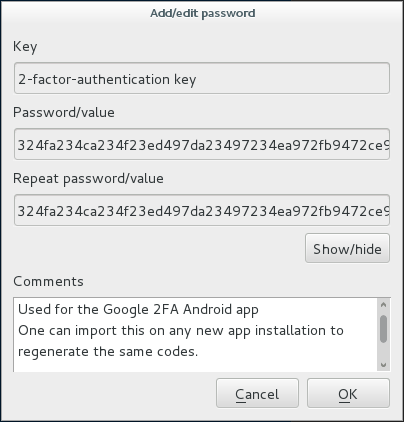 Add/edit password
Key
2-factor-authentication key
Password/value
324fa234ca234f23ed497da23497234ea972fb9472ce9
Repeat password/value
324fa234ca234f23ed497da23497234ea972fb9472ce9
Show/hide
Comments
Used for the Google 2FA Android app
One can import this on any new app installation to
regenerate the same codes.
Cancel OK